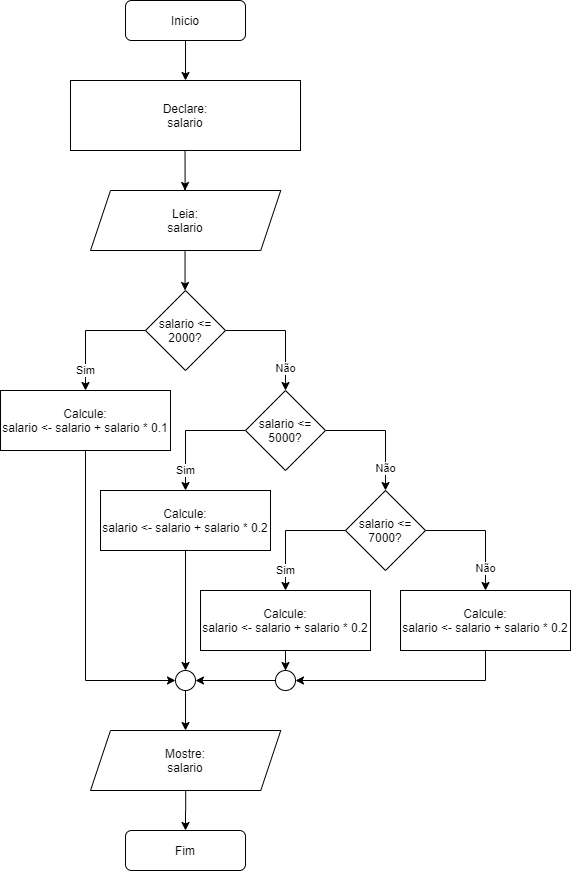 Inicio
Declare:
salario
Leia:
salario
salario <=
2000?
Sim
Não
Calcule:
salario <- salario + salario * 0.1
salario <=
5000?
Sim
Não
Calcule:
salario <- salario + salario * 0.2
salario <=
7000?
Sim
Não
Calcule:
salario <- salario + salario * 0.2
Calcule:
salario <- salario + salario * 0.2
Mostre:
salario
Fim